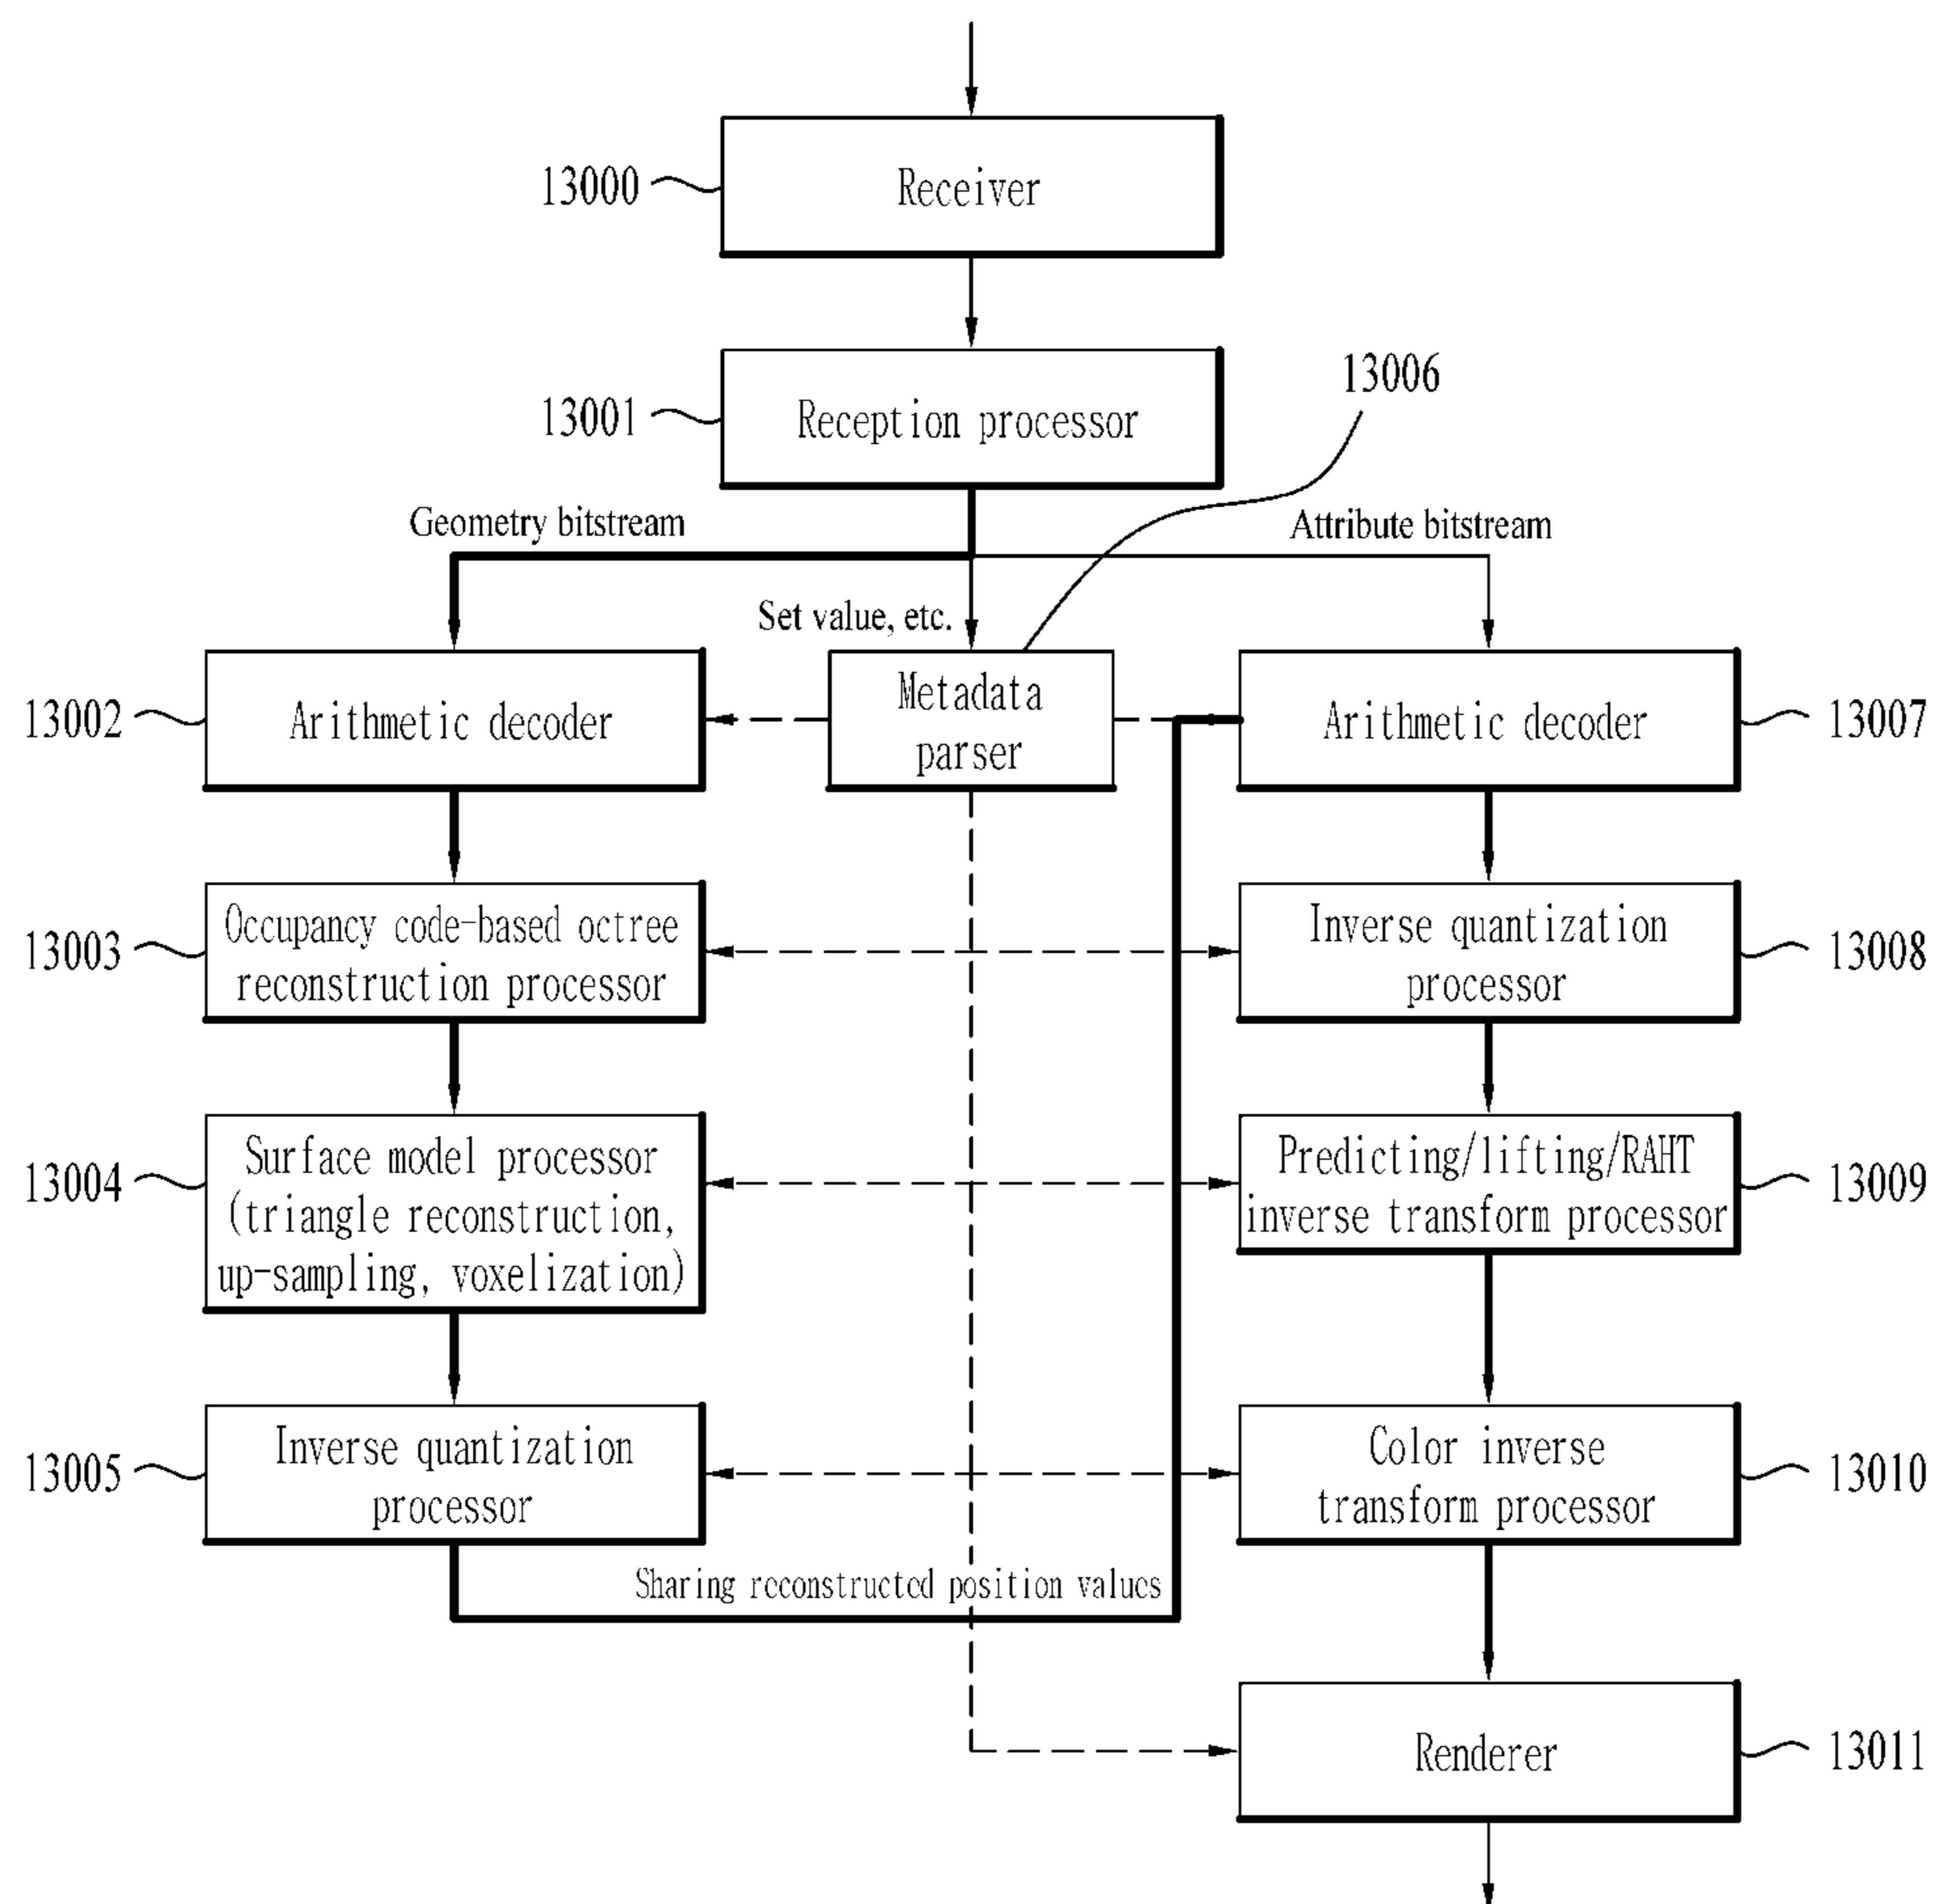 13000
Receiver
13001
Reception processor
13006
Geometry bitstream
Attribute bitstream
Set value, etc.
13002
Arithmetic decoder
Metadata
parser
Arithmetic decoder
13007
13003
Occupancy code-based octree
reconstruction processor
Inverse quantization
processor
13008
13004
Surface model processor
(triangle reconstruction,
up-sampling, voxelization)
Predicting/lifting/RAHT
inverse transform processor
13009
13005
Inverse quantization
processor
Color inverse
transform processor
13010
Sharing reconstructed position values
Renderer
13011